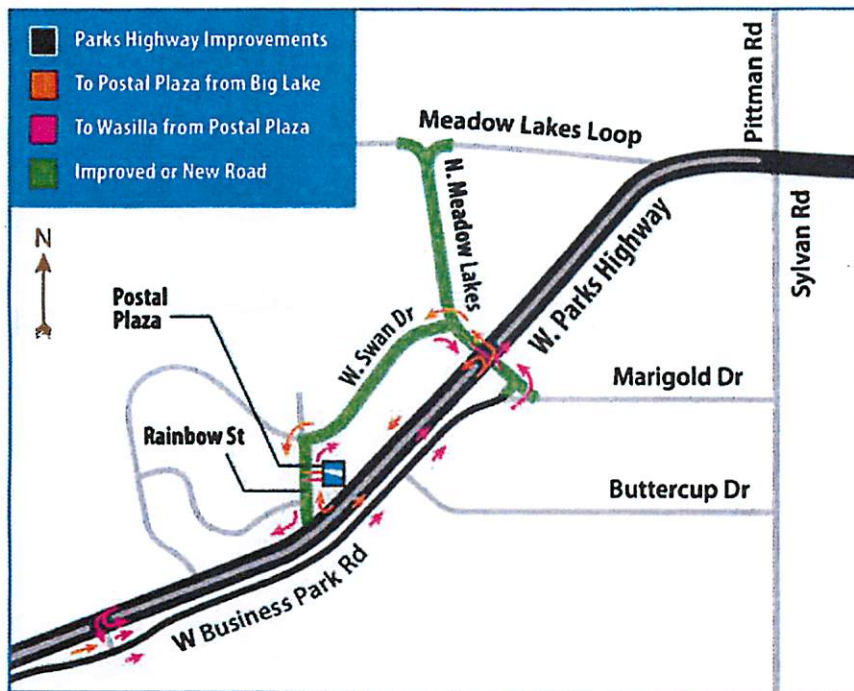 Parks Highway Improvements
To Postal Plaza from Big Lake
To Wasilla from Postal Plaza
Improved or New Road
N
Meadow Lakes Loop
Pittman Rd
Sylvan Rd
N. Meadow Lakes
W. Parks Highway
Postal
Plaza
W. Swan Dr
Marigold Dr
Rainbow St
Buttercup Dr
W Business Park Rd